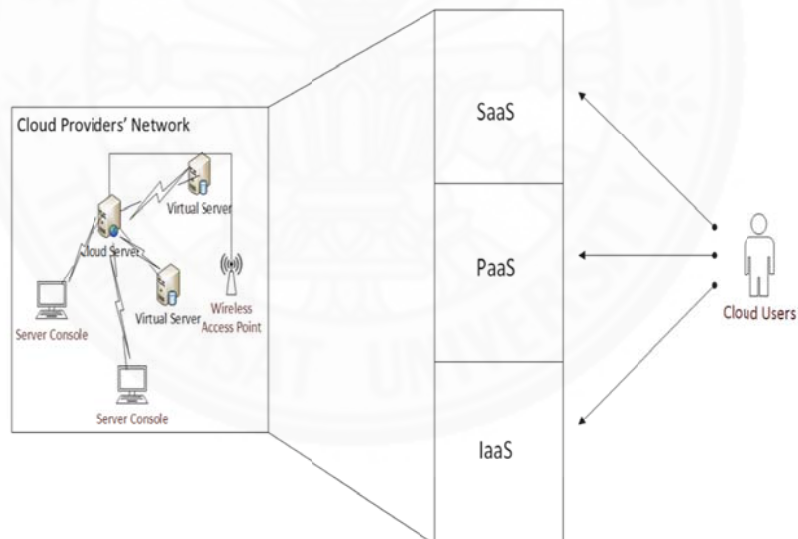 Cloud Providers' Network
Virtual Server
Cloud Server
Server Console
Virtual Server
Wireless
Access Point
Server Console
SaaS
PaaS
IaaS
Cloud Users